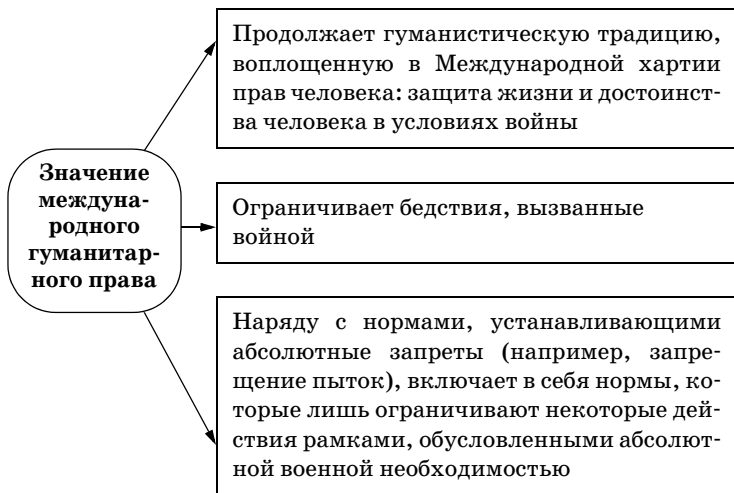 Значение
междуна-
родного
гуманитар-
ного права
Продолжает гуманистическую традицию,
воплощенную в Международной хартии
прав человека: защита жизни и достоинст-
ва человека в условиях войны
Ограничивает бедствия, вызванные
войной
Наряду с нормами, устанавливающими
абсолютные запреты (например, запре-
щение пыток), включает в себя нормы, ко-
торые лишь ограничивают некоторые дей-
ствия рамками, обусловленными абсолют-
ной военной необходимостью